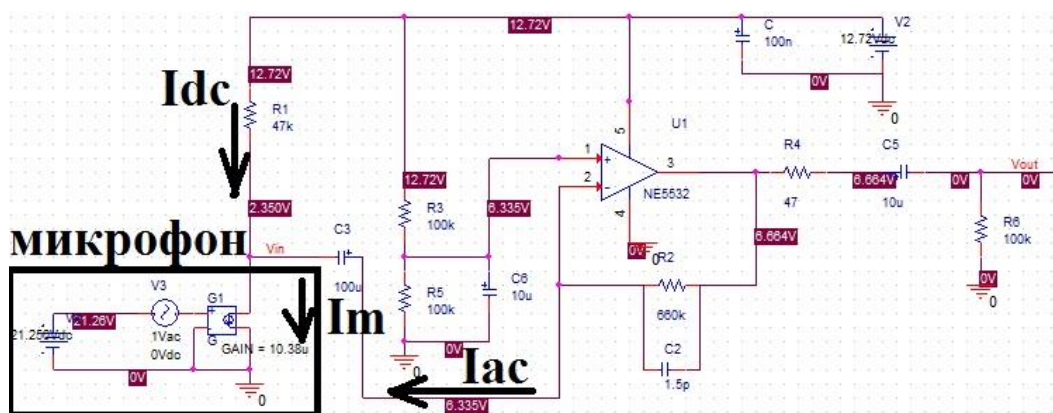 12.72V
C
100n
V2
12.72Vdc
0V
0
12.72V
Idc
R1
47k
U1
5
1
2
3
4
NE5532
R4
47
C5
10u
Vout
0V
0V
6.664V
12.72V
R3
100k
6.335V
2.350V
микрофон
Vin
C3
100u
0V
0
R2
660k
6.664V
R6
100k
0V
0
V3
1Vac
0Vdc
G1
G
GAIN = 10.38u
21.26V
0V
0
Im
R5
100k
C6
10u
0V
0
C2
1.5p
Iac
6.335V